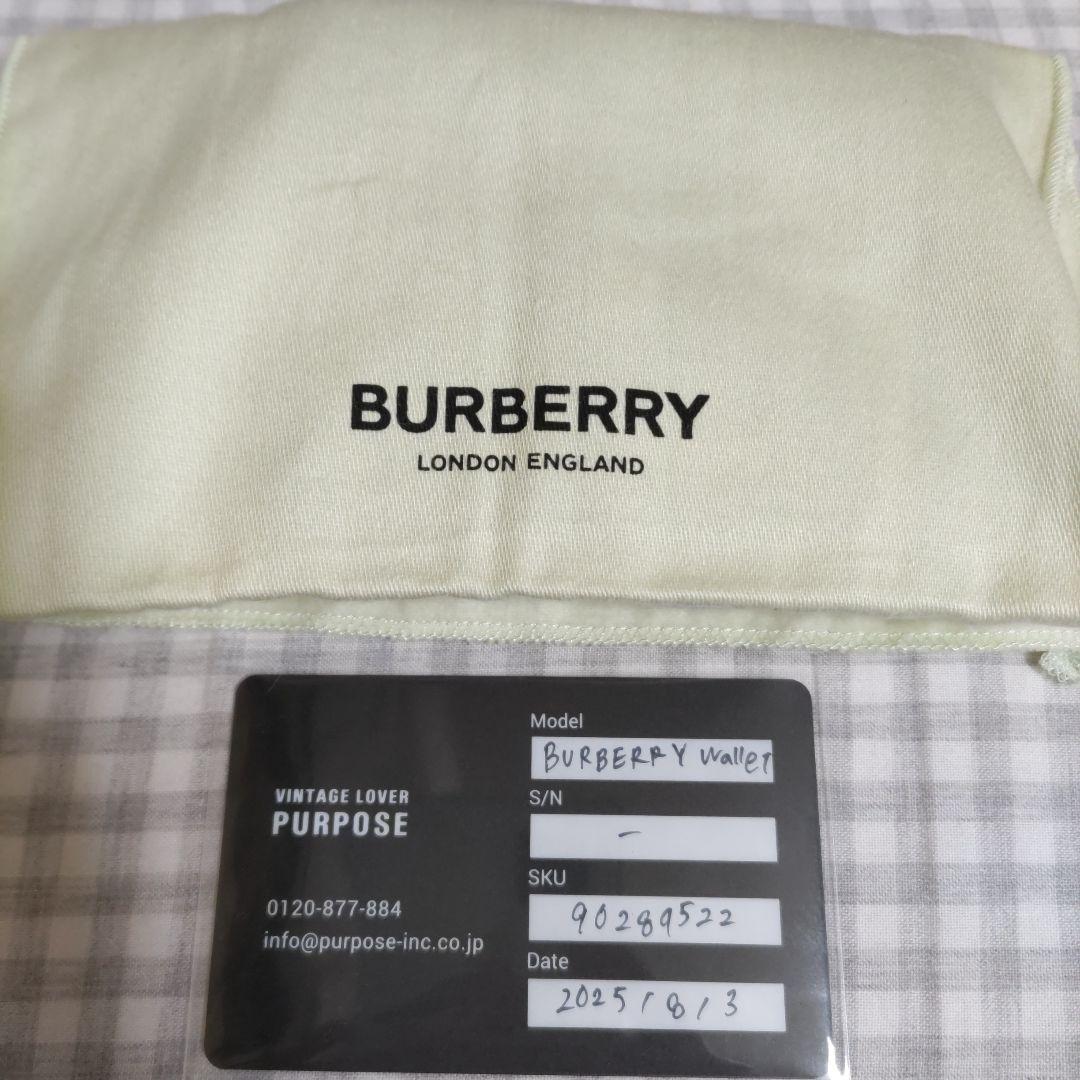 BURBERRY
LONDON ENGLAND
VINTAGE LOVER
PURPOSE
0120-877-884
info@purpose-inc.co.jp
Model
BURBERRY wallet
S/N
-
SKU
90289522
Date
2025/8/3